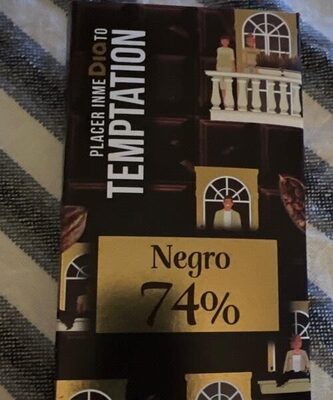 PLACER INMEDIATO
TEMPTATION
Negro
74%